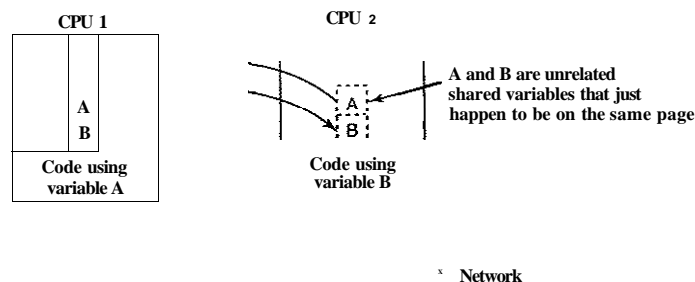 CPU 1
CPU 2
A
B
A
B
A and B are unrelated
shared variables that just
happen to be on the same page
Code using
variable A
Code using
variable B
x Network